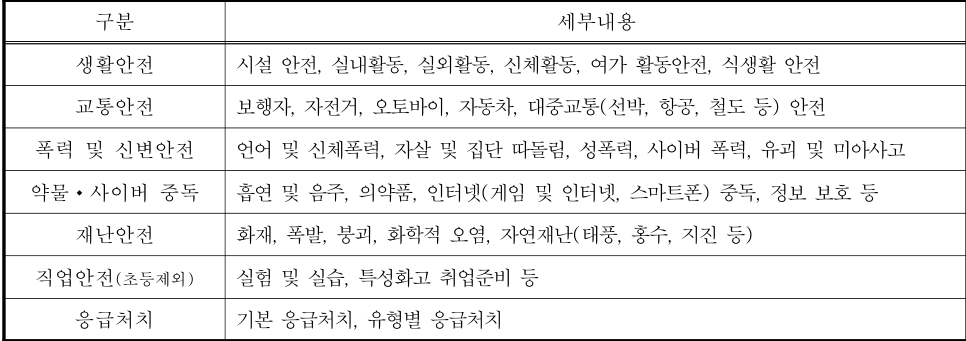 구분 세부내용
생활안전 시설 안전, 실내활동, 실외활동, 신체활동, 여가 활동안전, 식생활 안전
교통안전 보행자, 자전거, 오토바이, 자동차, 대중교통(선박, 항공, 철도 등) 안전
폭력 및 신변안전 언어 및 신체폭력, 자살 및 집단 따돌림, 성폭력, 사이버 폭력, 유괴 및 미아사고
약물·사이버 중독 흡연 및 음주, 의약품, 인터넷(게임 및 인터넷, 스마트폰) 중독, 정보 보호 등
재난안전 화재, 폭발, 붕괴, 화학적 오염, 자연재난(태풍, 홍수, 지진 등)
직업안전(초등제외) 실험 및 실습, 특성화고 취업준비 등
응급처치 기본 응급처치, 유형별 응급처치